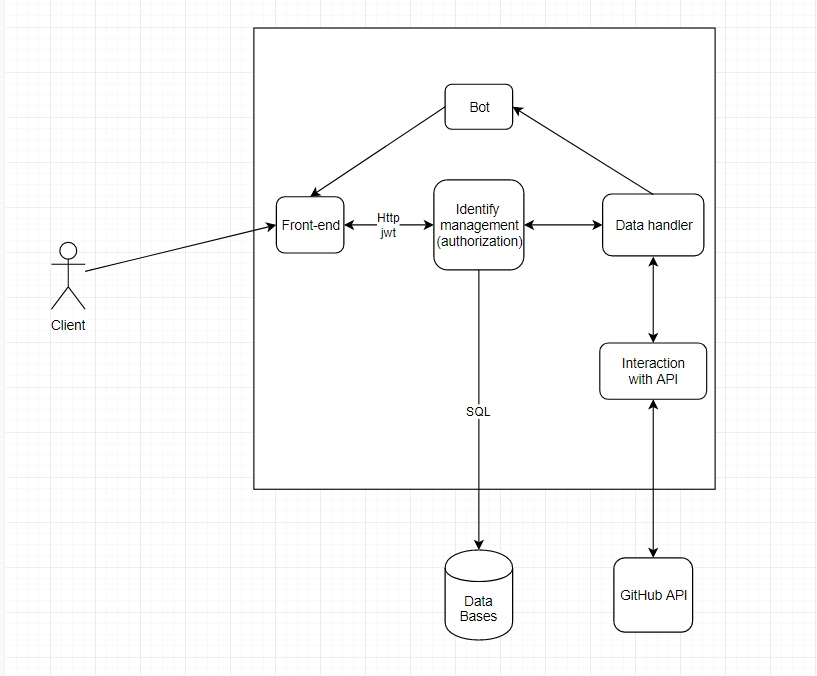 Bot
Front-end
Http
jwt
Identify
management
(authorization)
Data handler
Client
Interaction
with API
SQL
Data
Bases
GitHub API